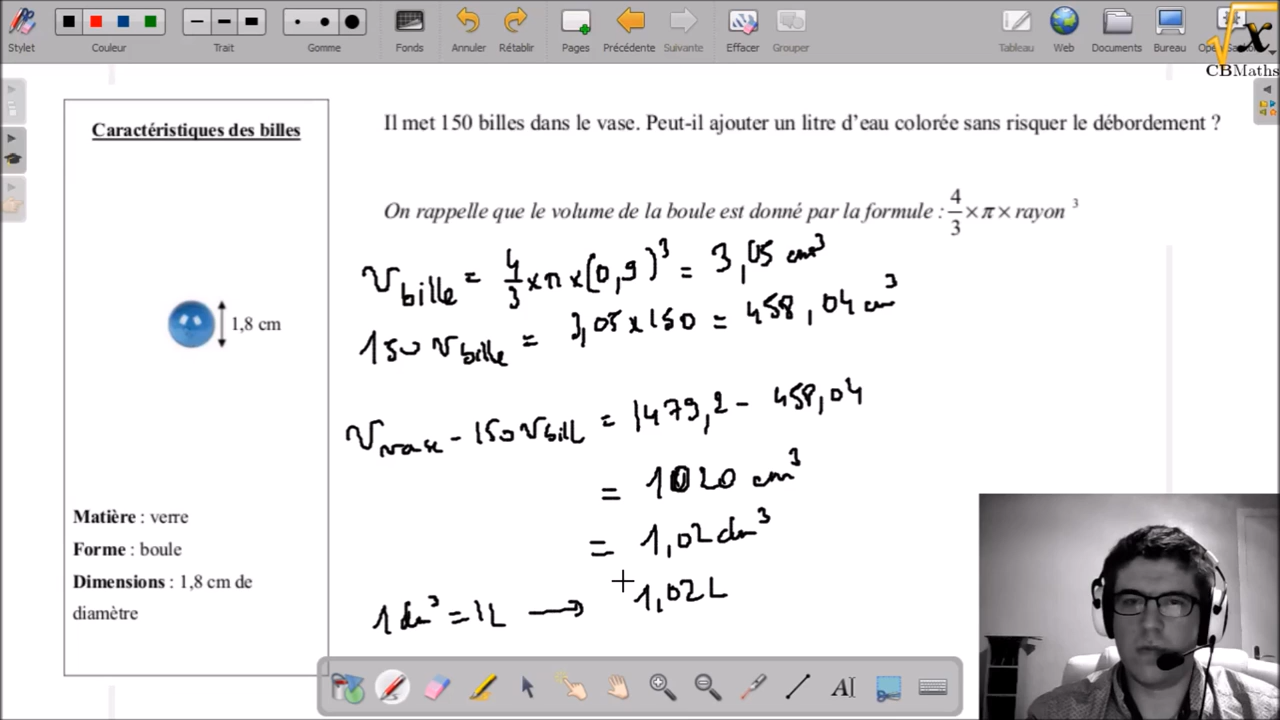 Stylet Couleur Trait Gomme Fonds Annuler Rétablir Pages Précédente Suivante Effacer Grouper Tableau Web Documents Bureau
CBMaths
Caractéristiques des billes
1,8 cm
Matière : verre
Forme : boule
Dimensions : 1,8 cm de
diamètre
Il met 150 billes dans le vase. Peut-il ajouter un litre d'eau colorée sans risquer le débordement ?
On rappelle que le volume de la boule est donné par la formule : 4/3 × π × rayon ³
V bille = 4/3 × π × (0,9)³ = 3,05 cm³
150 V bille = 3,05 × 150 = 458,04 cm³
V vase - 150 V bill = 1479,2 - 458,04
= 1020 cm³
= 1,02 dm³
1 dm³ = 1L → 1,02 L